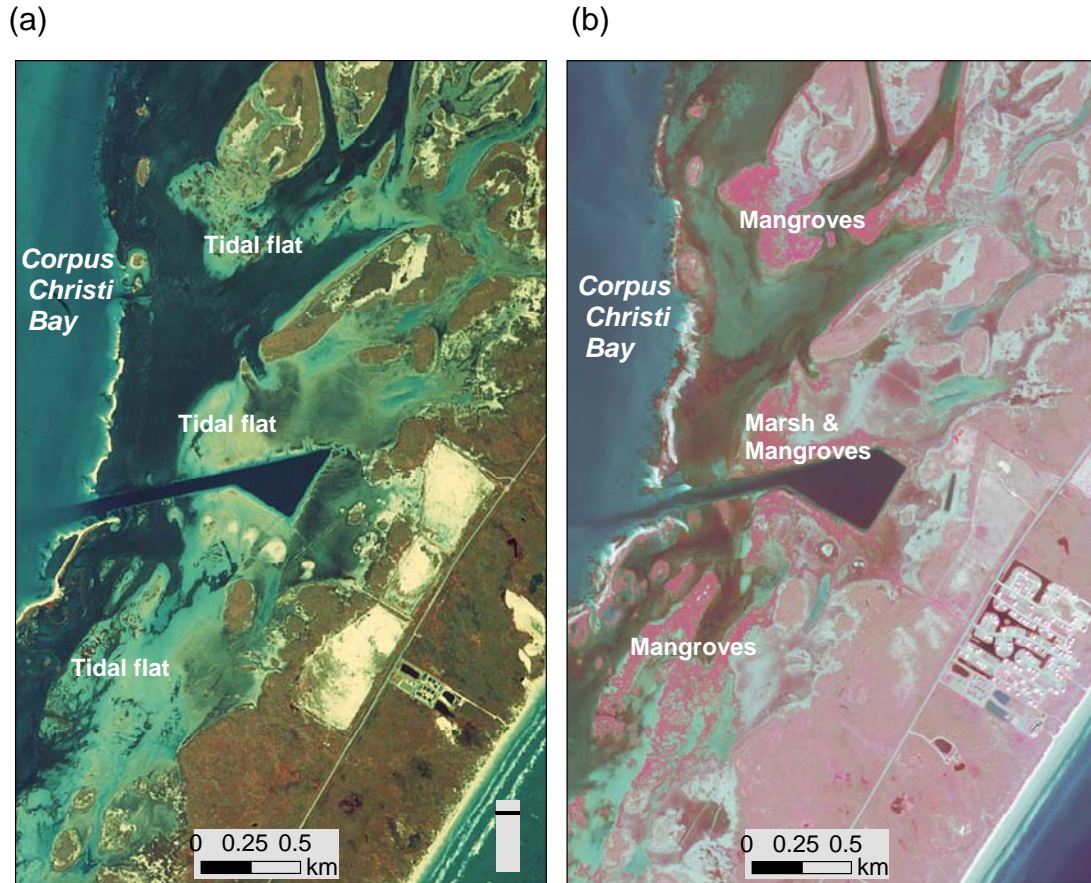 (a)
(b)
Tidal flat
Corpus
Christi
Bay
Tidal flat
Tidal flat
0 0.25 0.5
km
Mangroves
Corpus
Christi
Bay
Marsh &
Mangroves
Mangroves
0 0.25 0.5
km